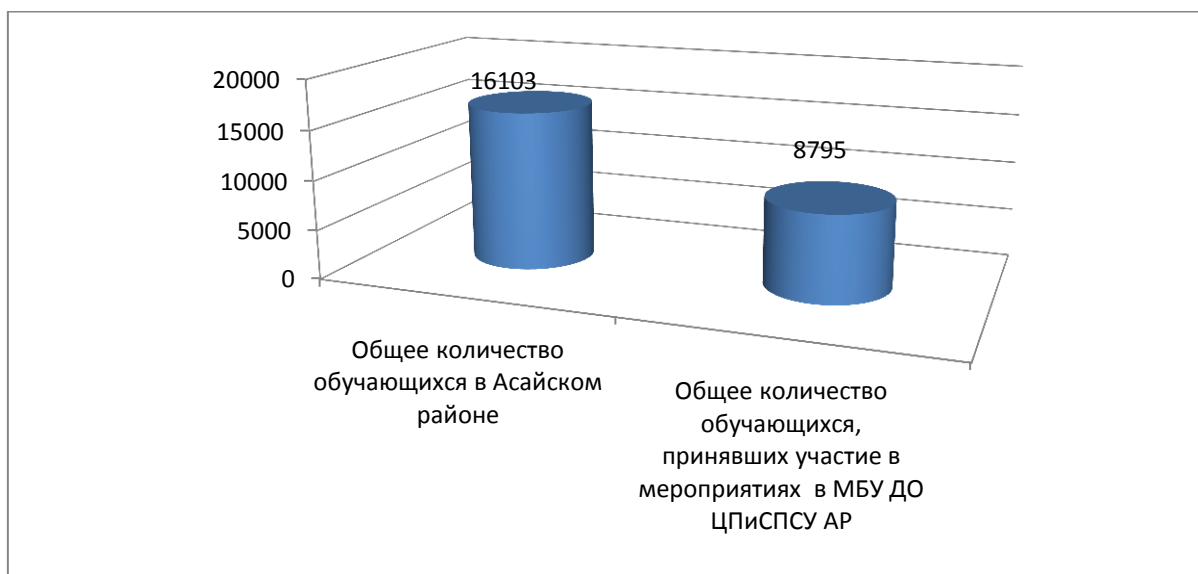 20000
15000
10000
5000
0
16103
8795
Общее количество
обучающихся в Асайском
районе
Общее количество
обучающихся,
принявших участие в
мероприятиях в МБУ ДО
ЦПиСПСУ АР